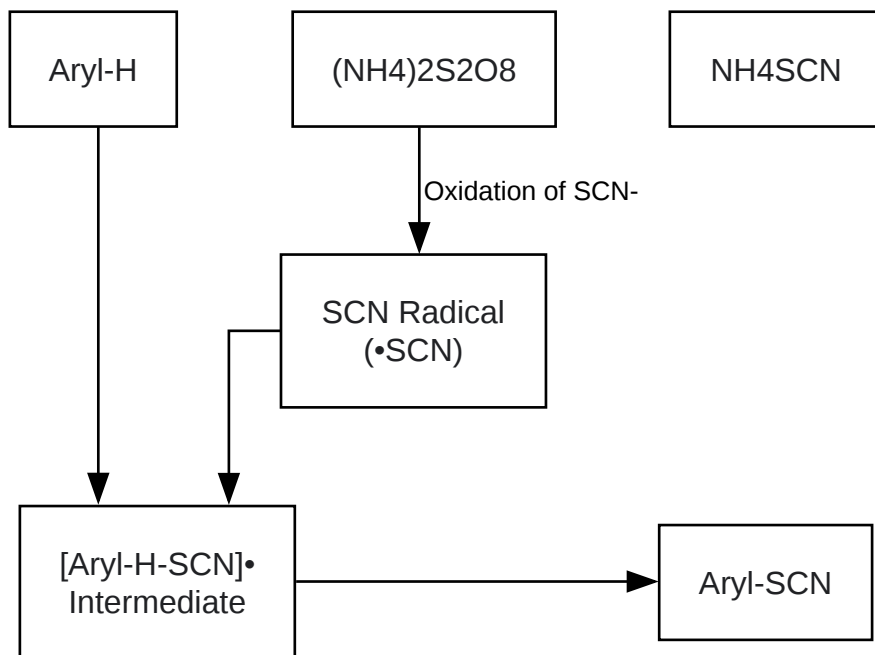 Aryl-H
(NH4)2S2O8
NH4SCN
Oxidation of SCN-
SCN Radical
(•SCN)
[Aryl-H-SCN]•
Intermediate
Aryl-SCN